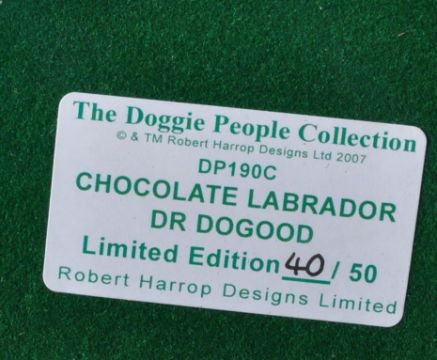 The Doggie People Collection
© & TM Robert Harrop Designs Ltd 2007
DP190C
CHOCOLATE LABRADOR
DR DOGOOD
Limited Edition 40 / 50
Robert Harrop Designs Limited